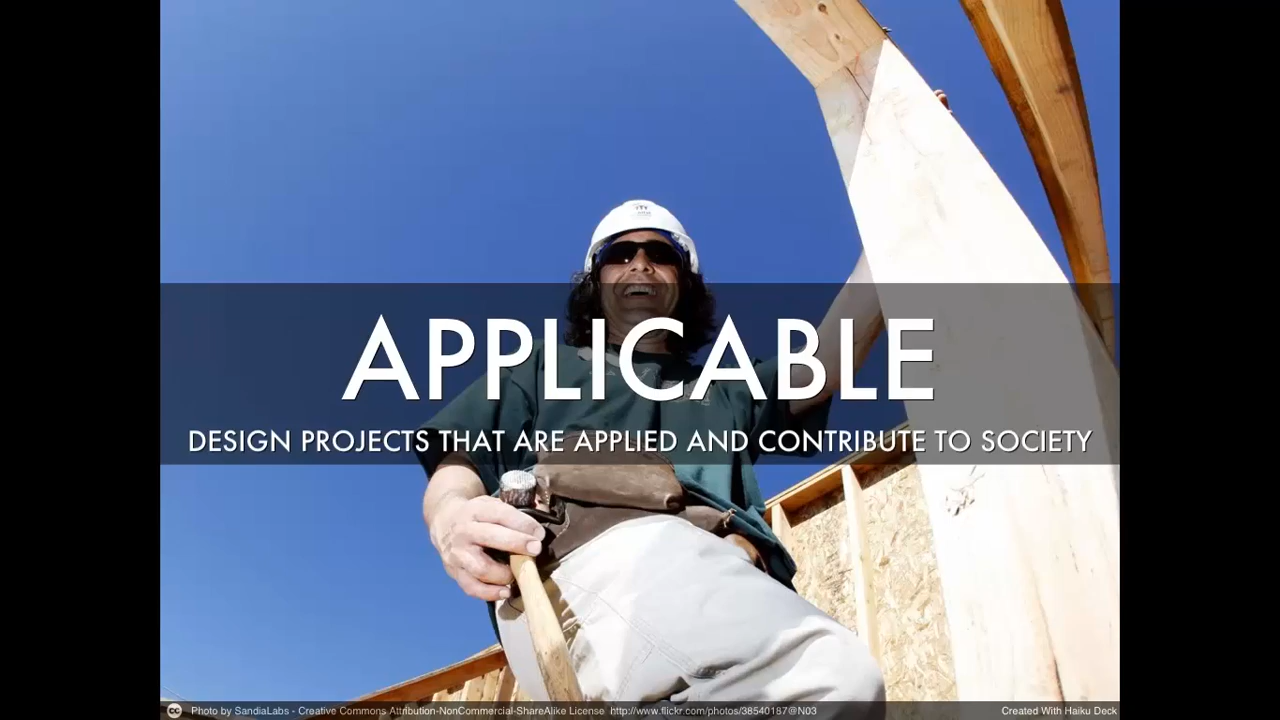 APPLICABLE
DESIGN PROJECTS THAT ARE APPLIED AND CONTRIBUTE TO SOCIETY
Photo by SandiaLabs - Creative Commons Attribution-NonCommercial-ShareAlike License http://www.flickr.com/photos/38540187@N03
Created With Haiku Deck